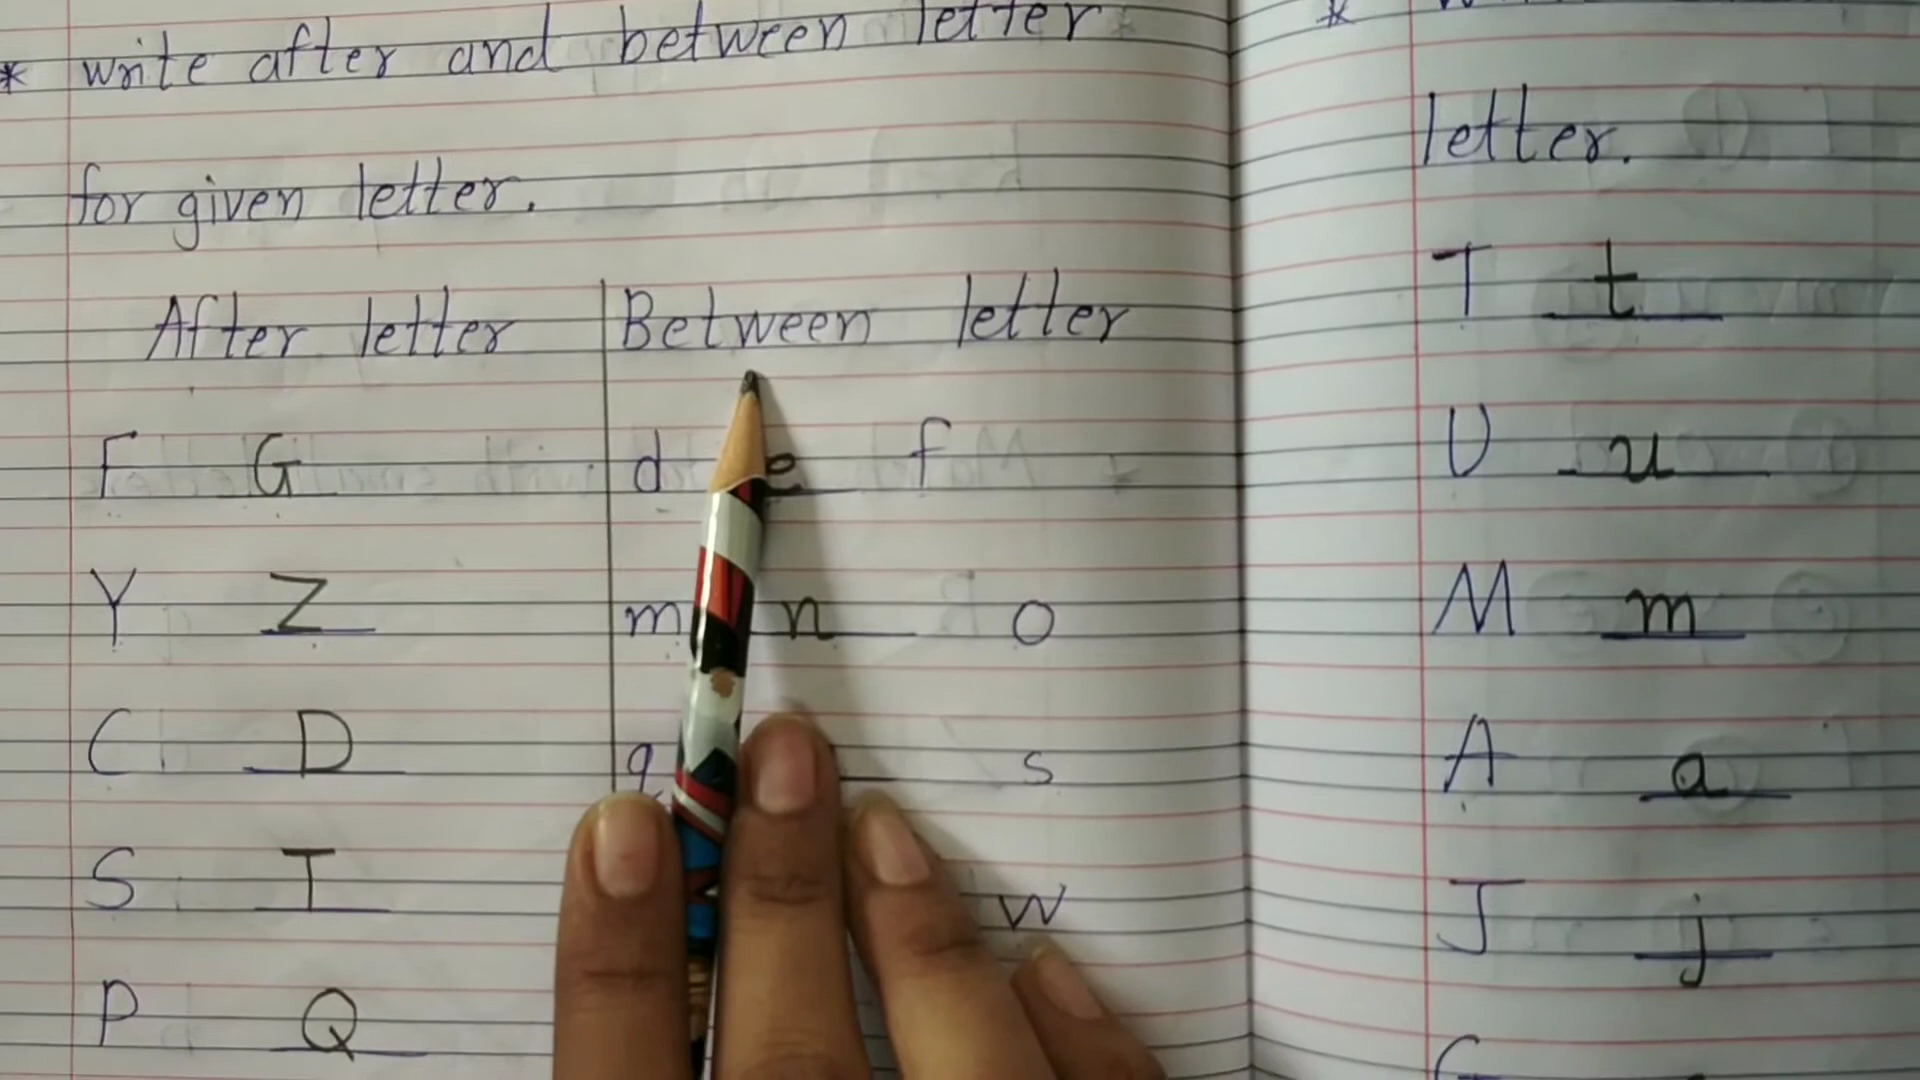 * write after and between letter
for given letter.
After letter Between letter
F G d e f
Y Z m n o
C D q s
S T w
P Q
*
letter.
T t
U u
M m
A a
J j